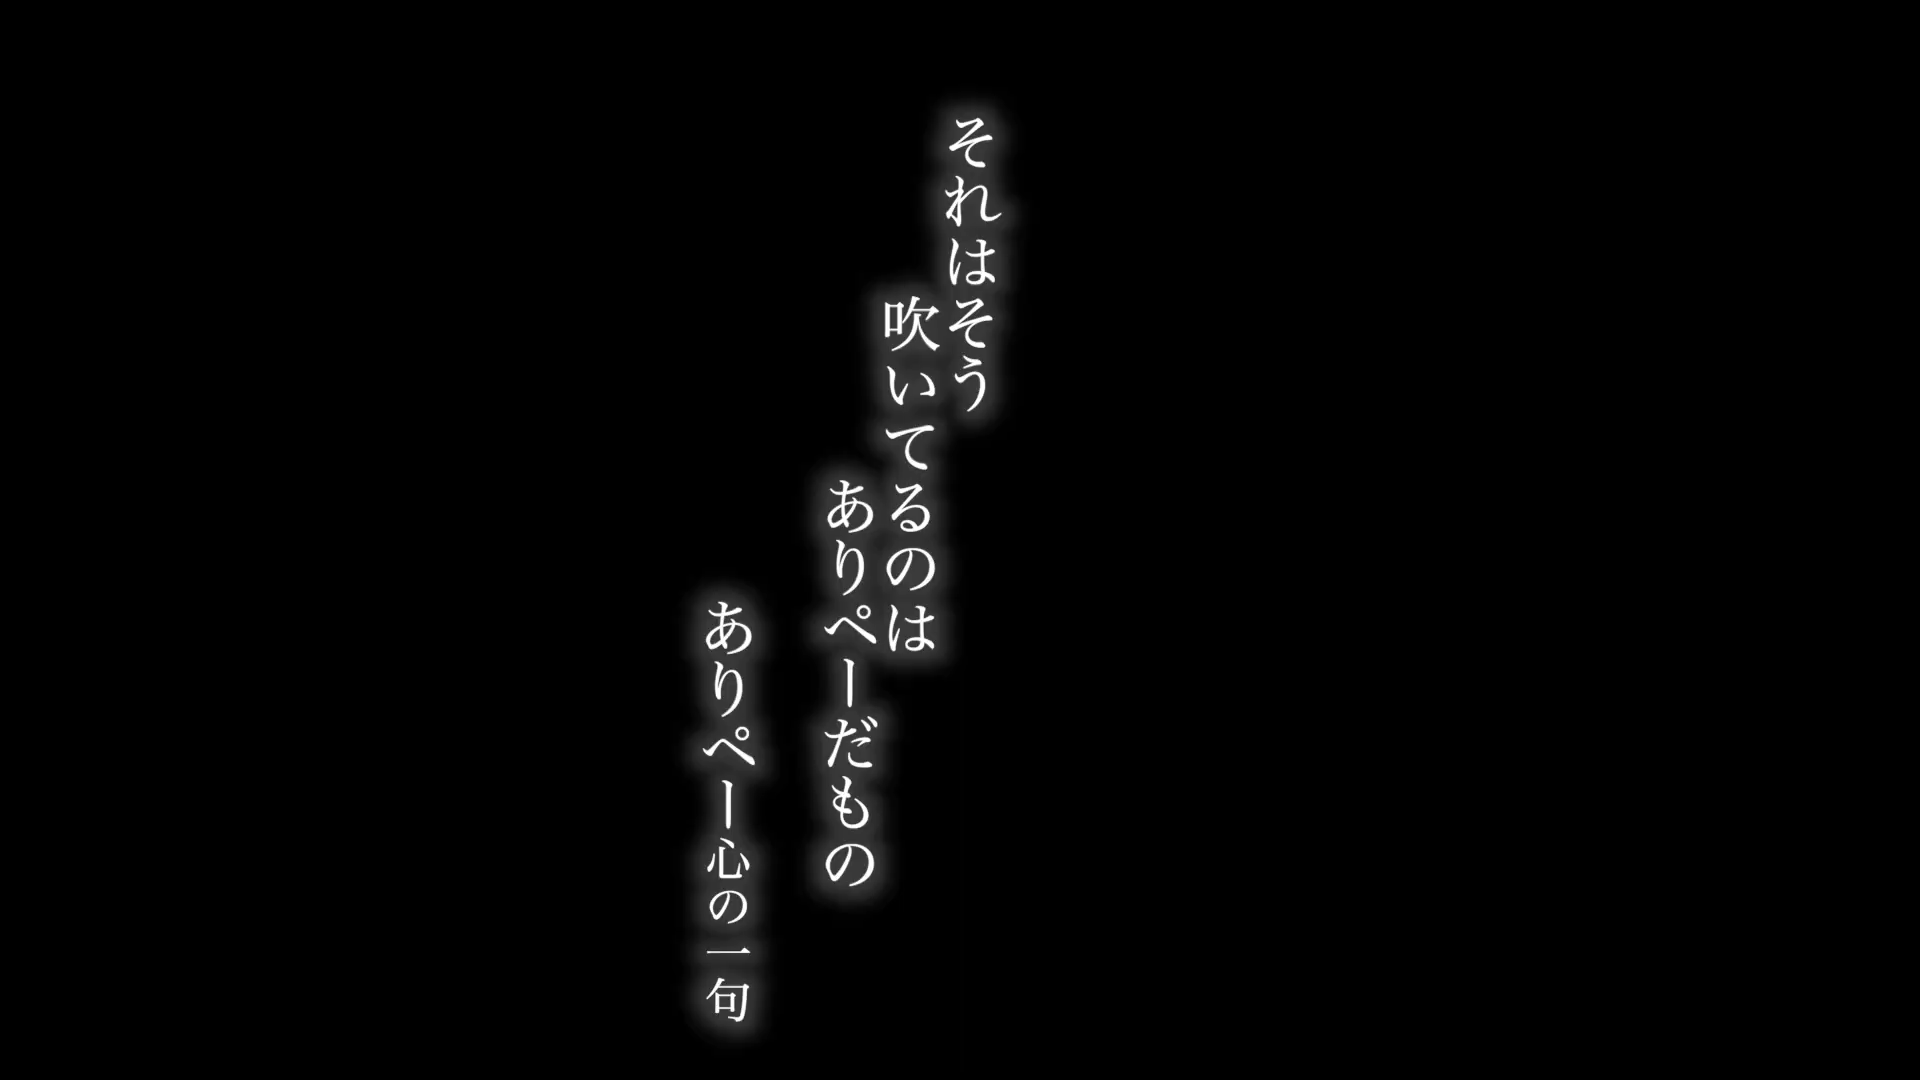 それはそう
吹いてるのは
ありぺーだもの
ありぺー心の一句